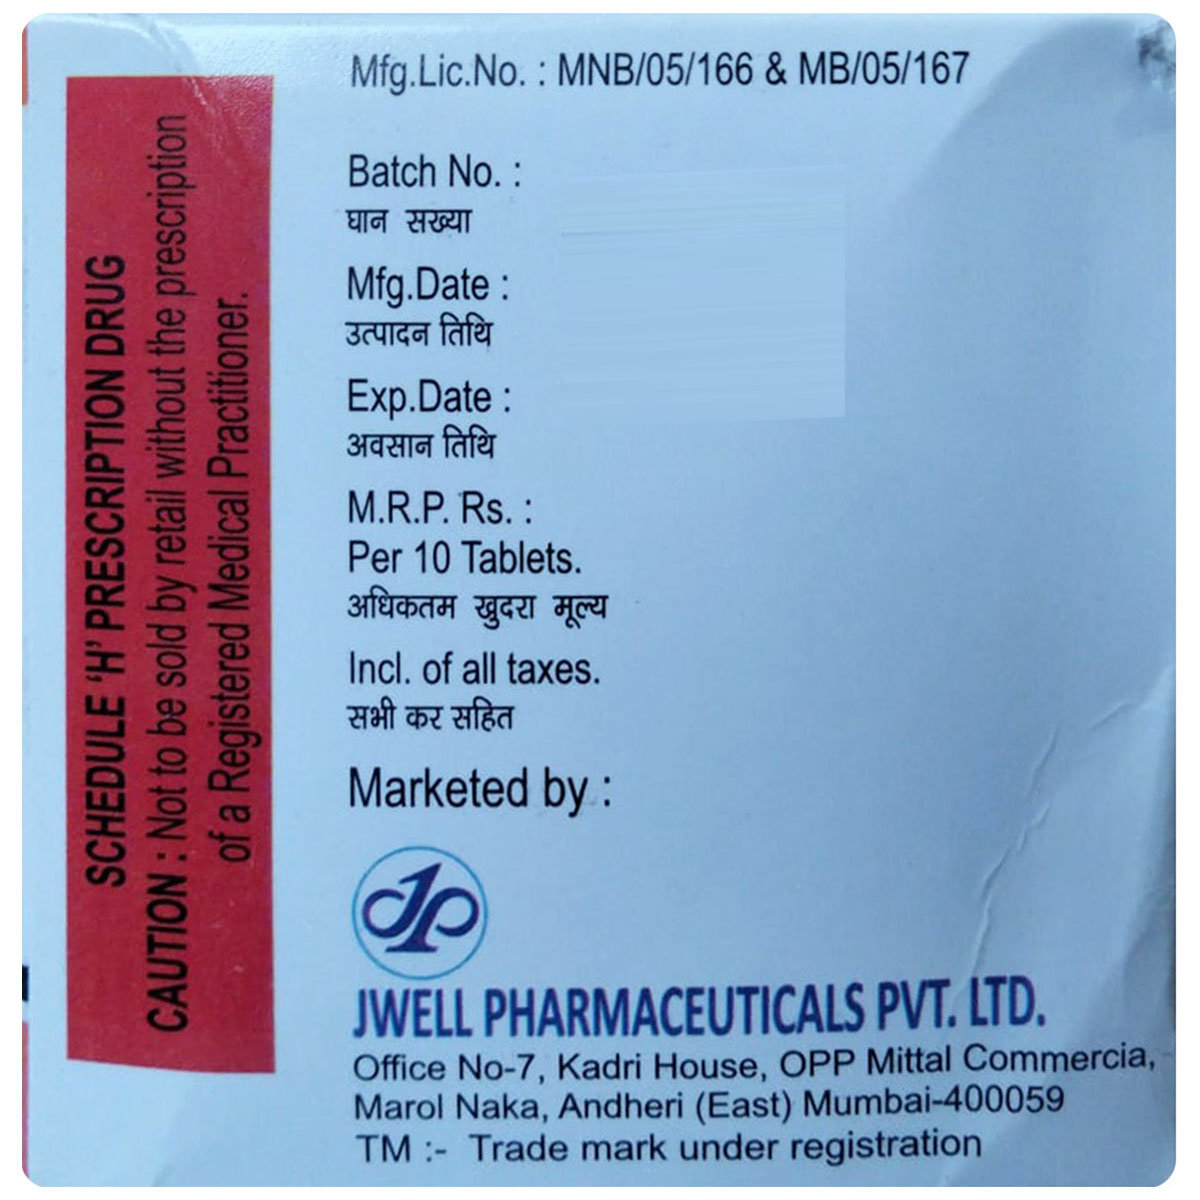 SCHEDULE 'H' PRESCRIPTION DRUG
CAUTION : Not to be sold by retail without the prescription
of a Registered Medical Practitioner.
Mfg.Lic.No. : MNB/05/166 & MB/05/167
Batch No. :
घान सख्या
Mfg.Date :
उत्पादन तिथि
Exp.Date :
अवसान तिथि
M.R.P. Rs. :
Per 10 Tablets.
अधिकतम खुदरा मूल्य
Incl. of all taxes.
सभी कर सहित
Marketed by :
JWELL PHARMACEUTICALS PVT. LTD.
Office No-7, Kadri House, OPP Mittal Commercia,
Marol Naka, Andheri (East) Mumbai-400059
TM :- Trade mark under registration